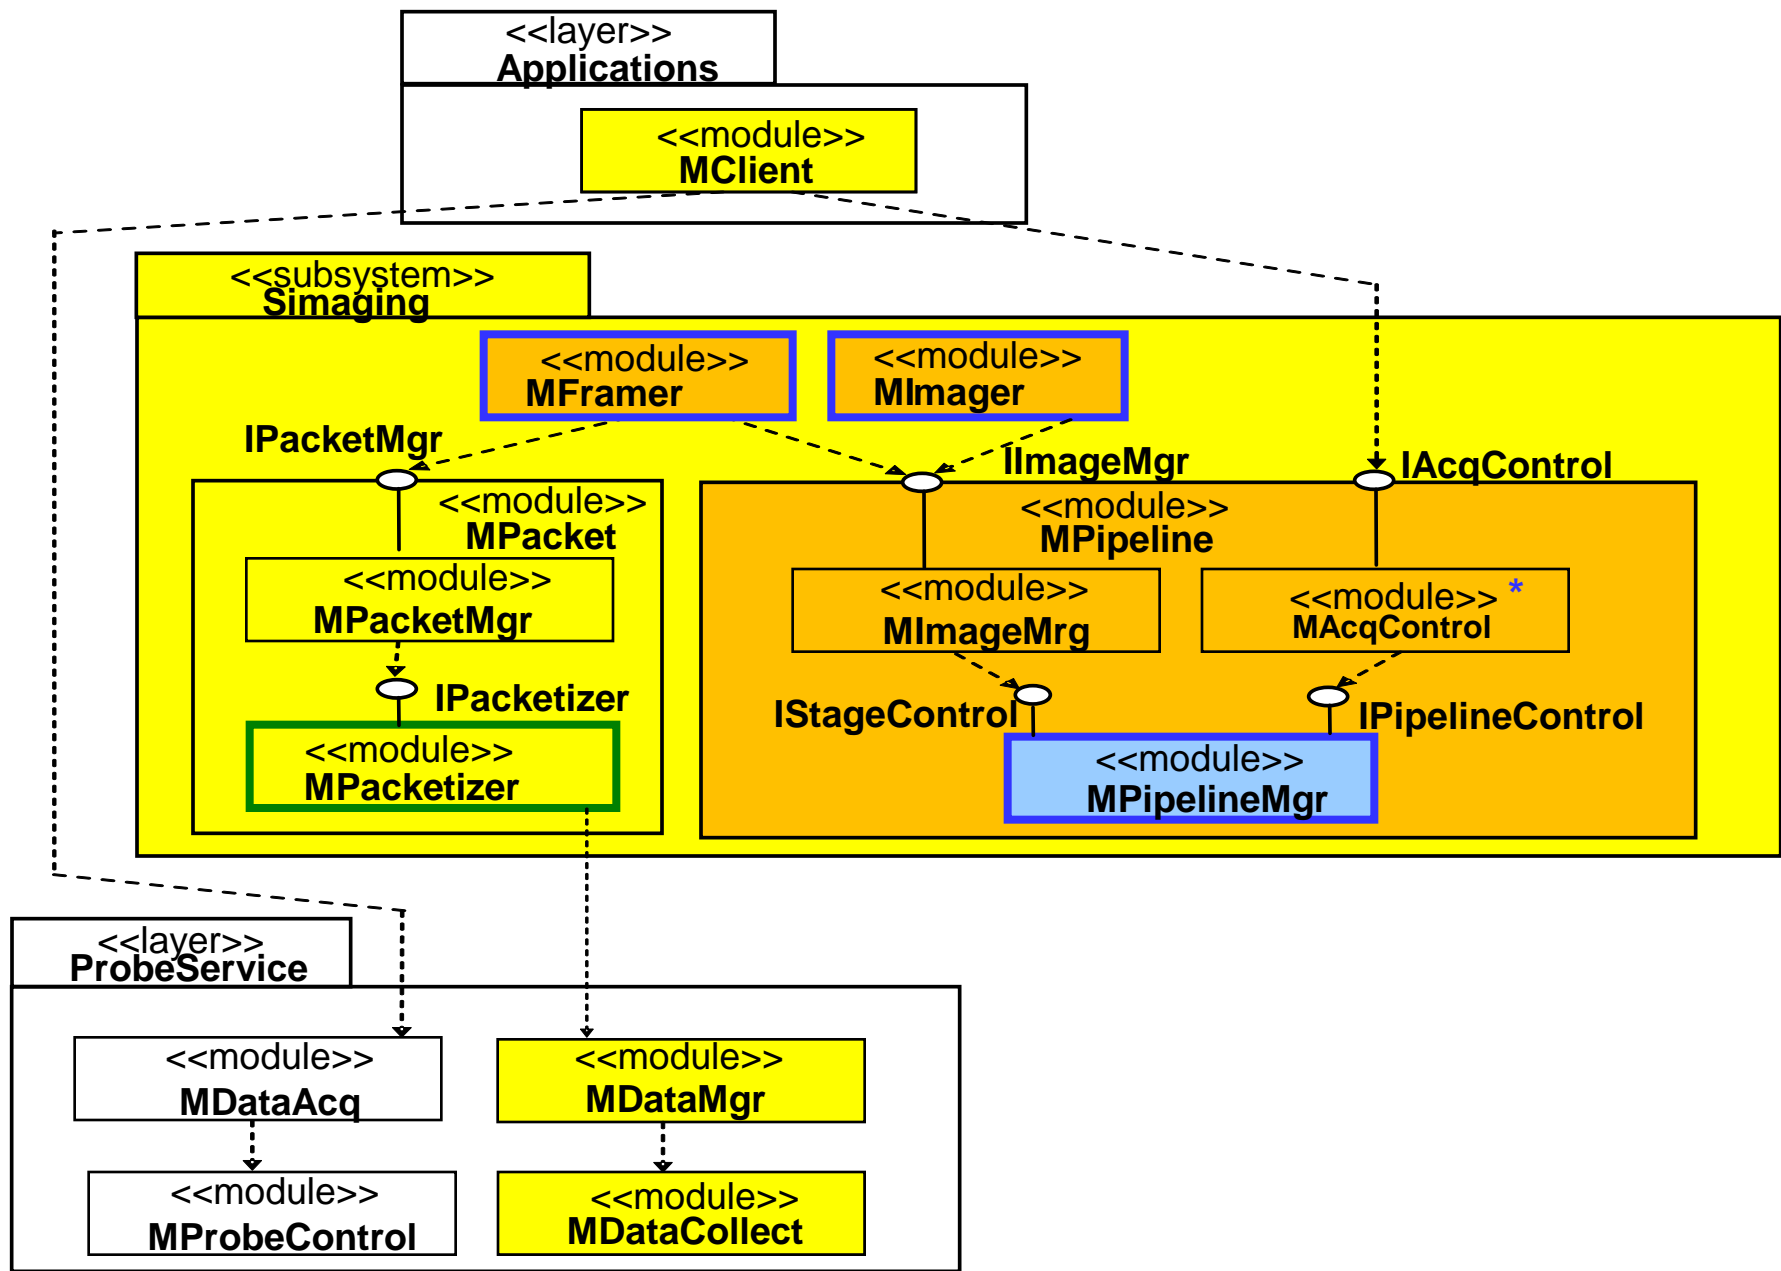 <<layer>>
Applications
<<module>>
MClient
<<subsystem>>
Simaging
<<module>>
MFramer
<<module>>
MImager
IPacketMgr
IImageMgr
IAcqControl
<<module>>
MPacket
<<module>>
MPipeline
<<module>>
MPacketMgr
<<module>>
MImageMrg
<<module>> *
MAcqControl
IPacketizer
IStageControl
IPipelineControl
<<module>>
MPacketizer
<<module>>
MPipelineMgr
<<layer>>
ProbeService
<<module>>
MDataAcq
<<module>>
MDataMgr
<<module>>
MProbeControl
<<module>>
MDataCollect